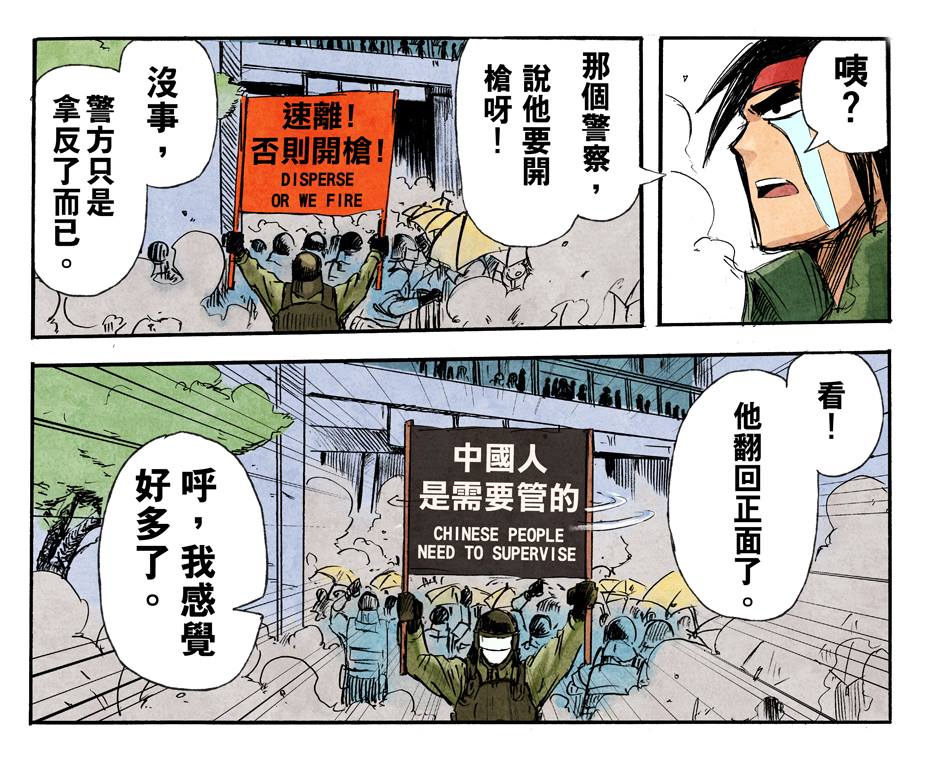 咦？
那個警察，
說他要開
槍呀！
速離！
否則開槍！
DISPERSE
OR WE FIRE
沒事，
警方只是
拿反了而已。
看！
他翻回正面了。
中國人
是需要管的
CHINESE PEOPLE
NEED TO SUPERVISE
呼，我感覺
好多了。